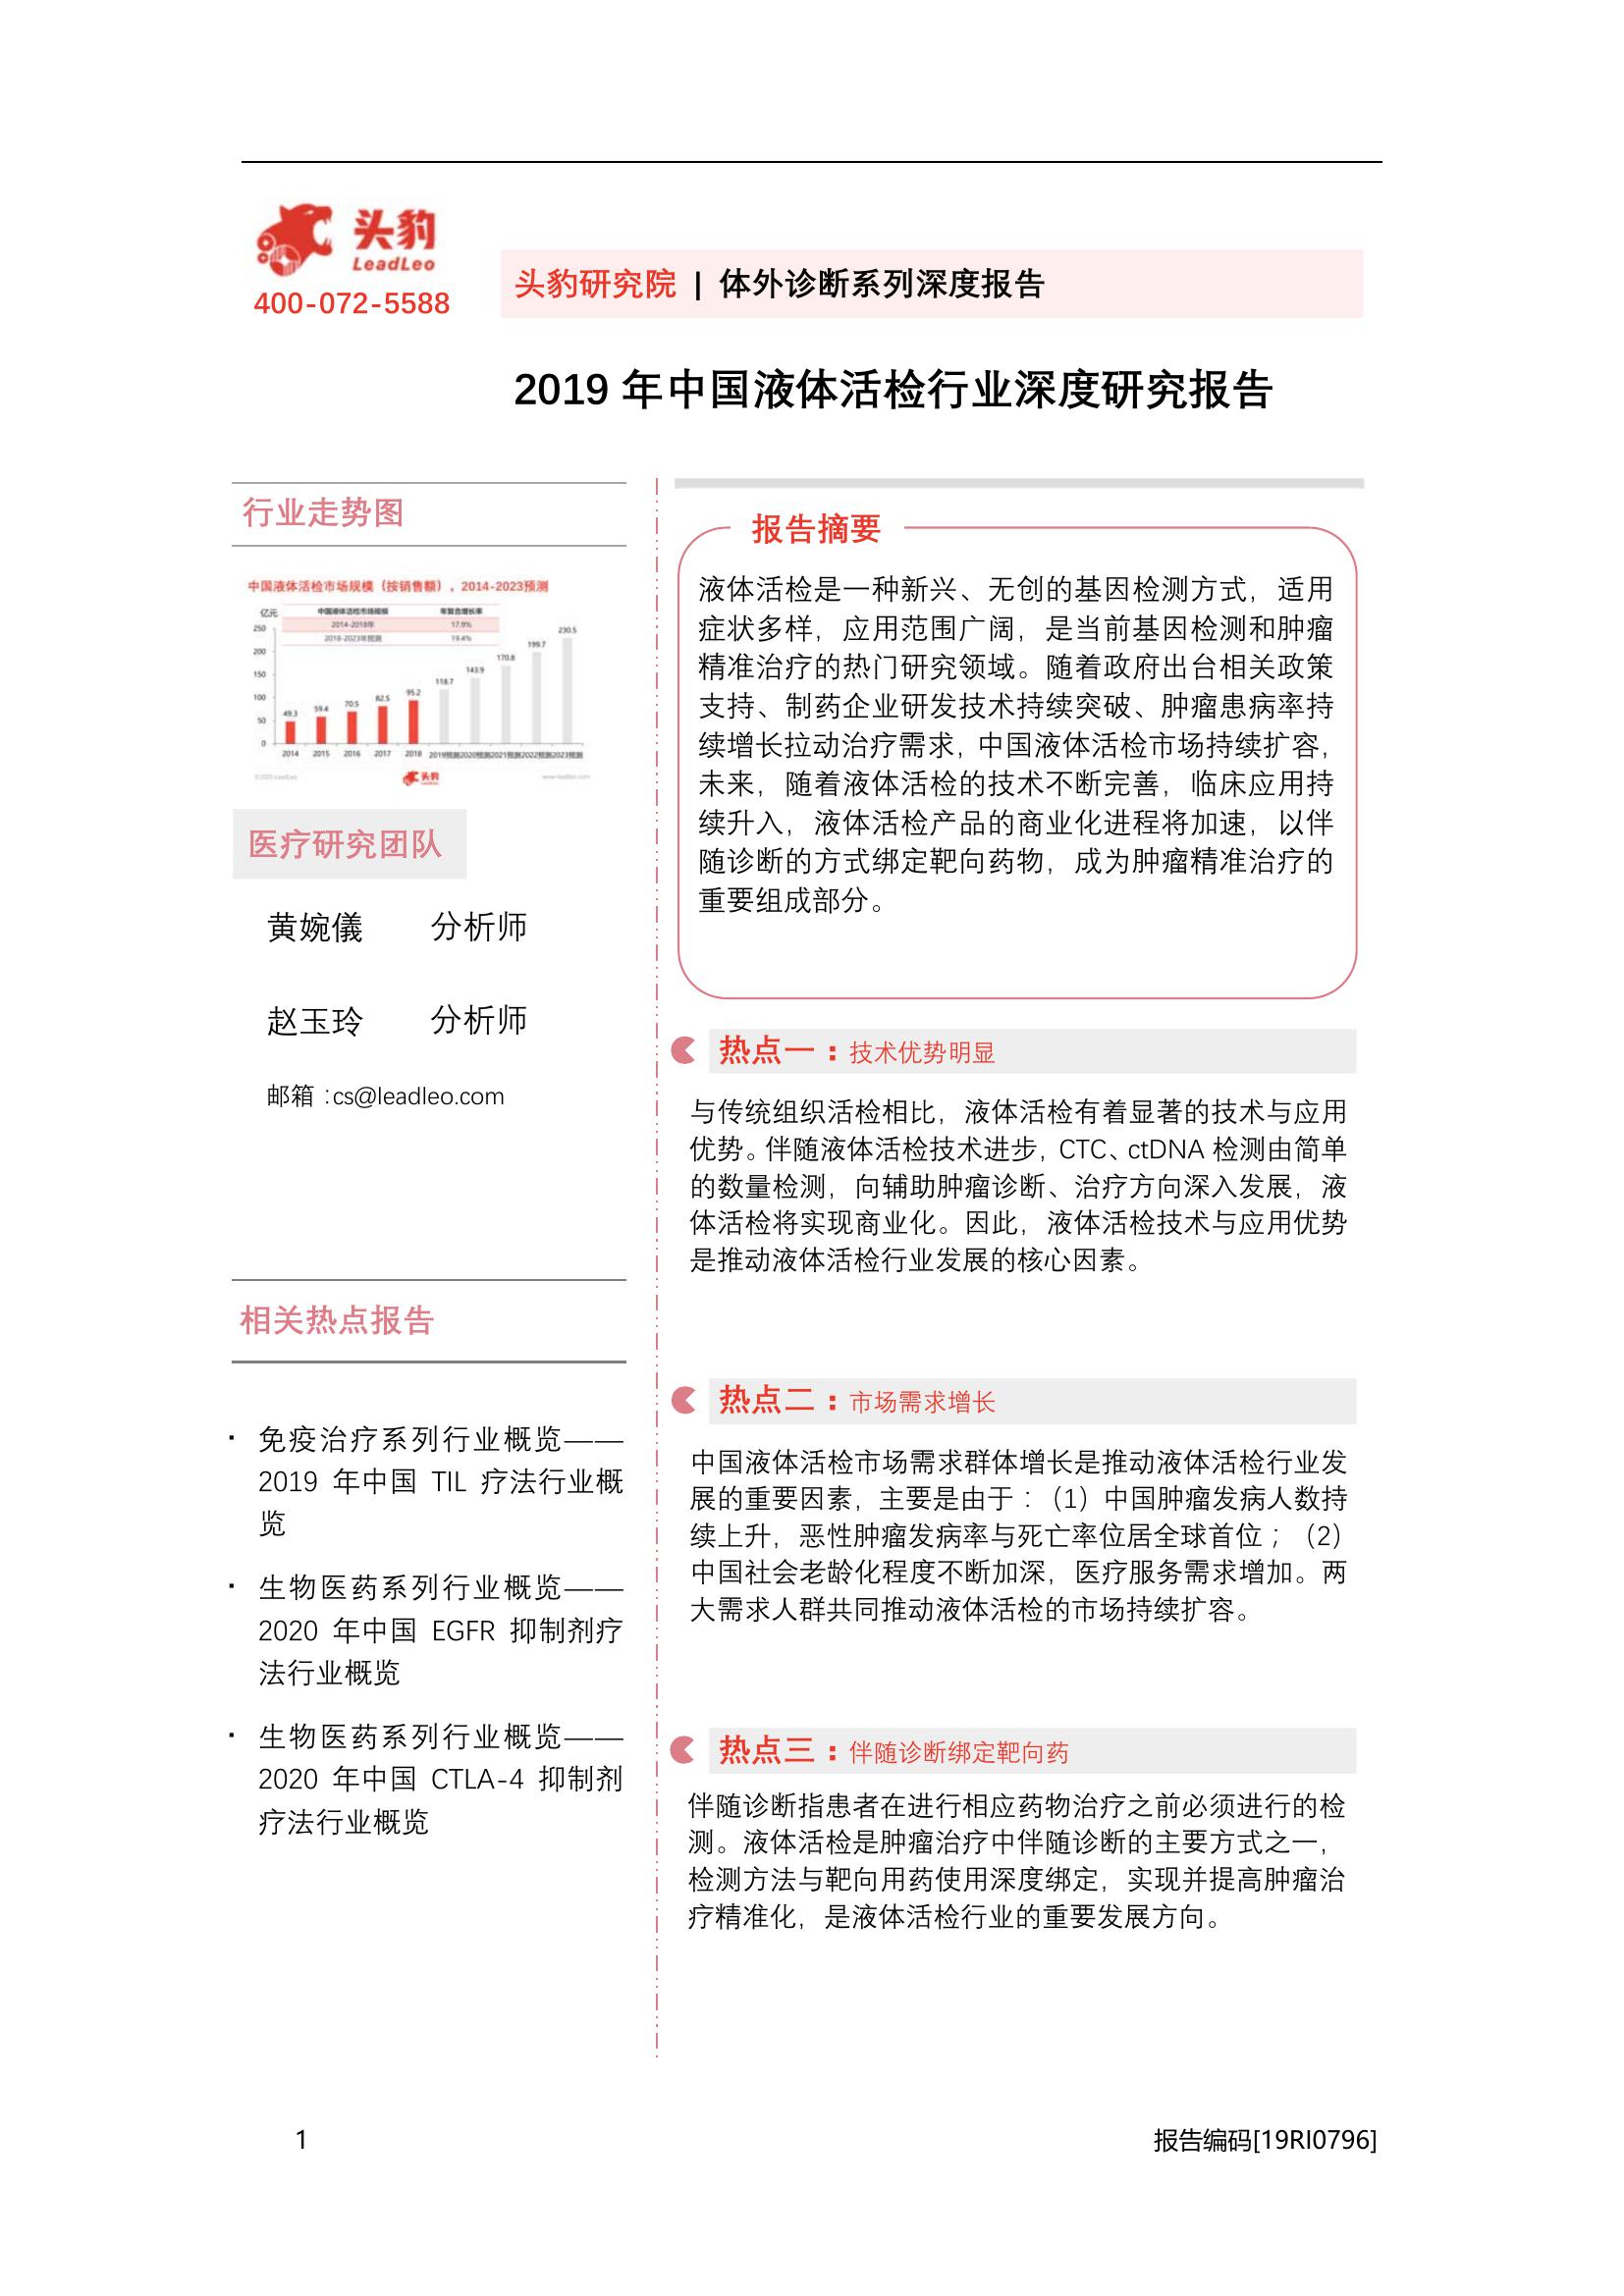 头豹
LeadLeo
400-072-5588
头豹研究院 | 体外诊断系列深度报告
2019 年中国液体活检行业深度研究报告
行业走势图
中国液体活检市场规模（按销售额），2014-2023预测
亿元
中国液体活检市场规模 年复合增长率
2014-2018年 17.9%
2018-2023年预测 19.4%
250
200
150
100
50
0
49.3
59.4
70.5
82.5
95.2
118.7
143.9
170.8
199.7
230.5
2014 2015 2016 2017 2018 2019预测 2020预测 2021预测 2022预测 2023预测
©2020 LeadLeo
头豹
LeadLeo
www.leadleo.com
医疗研究团队
黄婉儀 分析师
赵玉玲 分析师
邮箱：cs@leadleo.com
相关热点报告
· 免疫治疗系列行业概览——
2019 年中国 TIL 疗法行业概
览
· 生物医药系列行业概览——
2020 年中国 EGFR 抑制剂疗
法行业概览
· 生物医药系列行业概览——
2020 年中国 CTLA-4 抑制剂
疗法行业概览
报告摘要
液体活检是一种新兴、无创的基因检测方式，适用
症状多样，应用范围广阔，是当前基因检测和肿瘤
精准治疗的热门研究领域。随着政府出台相关政策
支持、制药企业研发技术持续突破、肿瘤患病率持
续增长拉动治疗需求，中国液体活检市场持续扩容，
未来，随着液体活检的技术不断完善，临床应用持
续升入，液体活检产品的商业化进程将加速，以伴
随诊断的方式绑定靶向药物，成为肿瘤精准治疗的
重要组成部分。
热点一：技术优势明显
与传统组织活检相比，液体活检有着显著的技术与应用
优势。伴随液体活检技术进步，CTC、ctDNA 检测由简单
的数量检测，向辅助肿瘤诊断、治疗方向深入发展，液
体活检将实现商业化。因此，液体活检技术与应用优势
是推动液体活检行业发展的核心因素。
热点二：市场需求增长
中国液体活检市场需求群体增长是推动液体活检行业发
展的重要因素，主要是由于：（1）中国肿瘤发病人数持
续上升，恶性肿瘤发病率与死亡率位居全球首位；（2）
中国社会老龄化程度不断加深，医疗服务需求增加。两
大需求人群共同推动液体活检的市场持续扩容。
热点三：伴随诊断绑定靶向药
伴随诊断指患者在进行相应药物治疗之前必须进行的检
测。液体活检是肿瘤治疗中伴随诊断的主要方式之一，
检测方法与靶向用药使用深度绑定，实现并提高肿瘤治
疗精准化，是液体活检行业的重要发展方向。
1
报告编码[19RI0796]